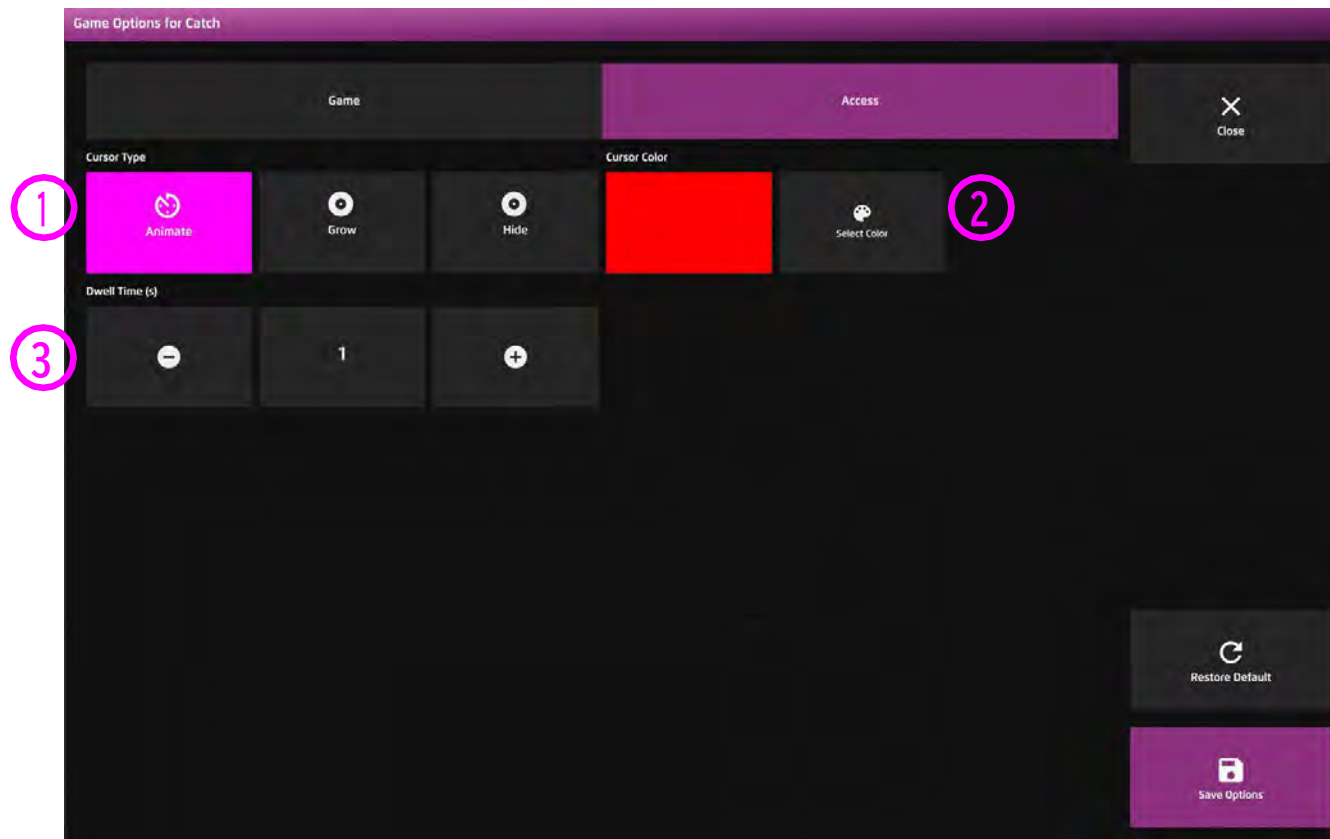 Game Options for Catch
Game
Access
Close
Cursor Type
Cursor Color
1
Animate
Grow
Hide
Select Color
2
Dwell Time (s)
3
1
Restore Default
Save Options